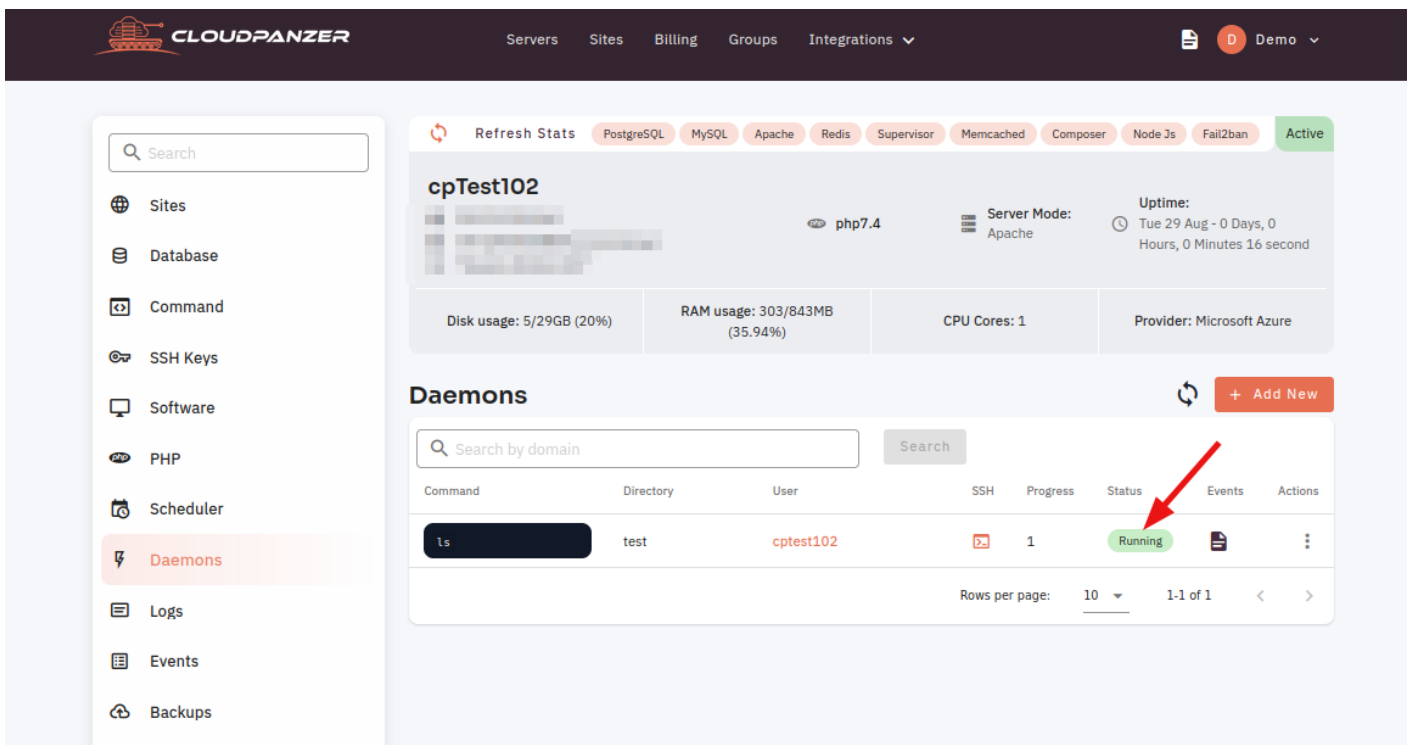 CLOUDPANZER
Servers Sites Billing Groups Integrations
D Demo
Search
Sites
Database
Command
SSH Keys
Software
php PHP
Scheduler
Daemons
Logs
Events
Backups
Refresh Stats PostgreSQL MySQL Apache Redis Supervisor Memcached Composer Node Js Fail2ban Active
cpTest102
php php7.4
Server Mode:
Apache
Uptime:
Tue 29 Aug - 0 Days, 0
Hours, 0 Minutes 16 second
Disk usage: 5/29GB (20%)
RAM usage: 303/843MB
(35.94%)
CPU Cores: 1
Provider: Microsoft Azure
Daemons
+ Add New
Search by domain
Search
Command Directory User SSH Progress Status Events Actions
ls test cptest102 1 Running
Rows per page: 10 1-1 of 1